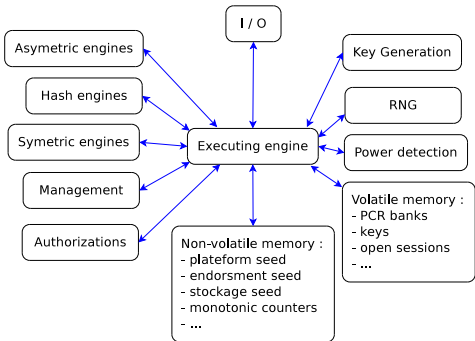 I / O
Asymetric engines
Key Generation
Hash engines
RNG
Symetric engines
Executing engine
Power detection
Management
Authorizations
Volatile memory :
- PCR banks
- keys
- open sessions
- ...
Non-volatile memory :
- plateform seed
- endorsment seed
- stockage seed
- monotonic counters
- ...